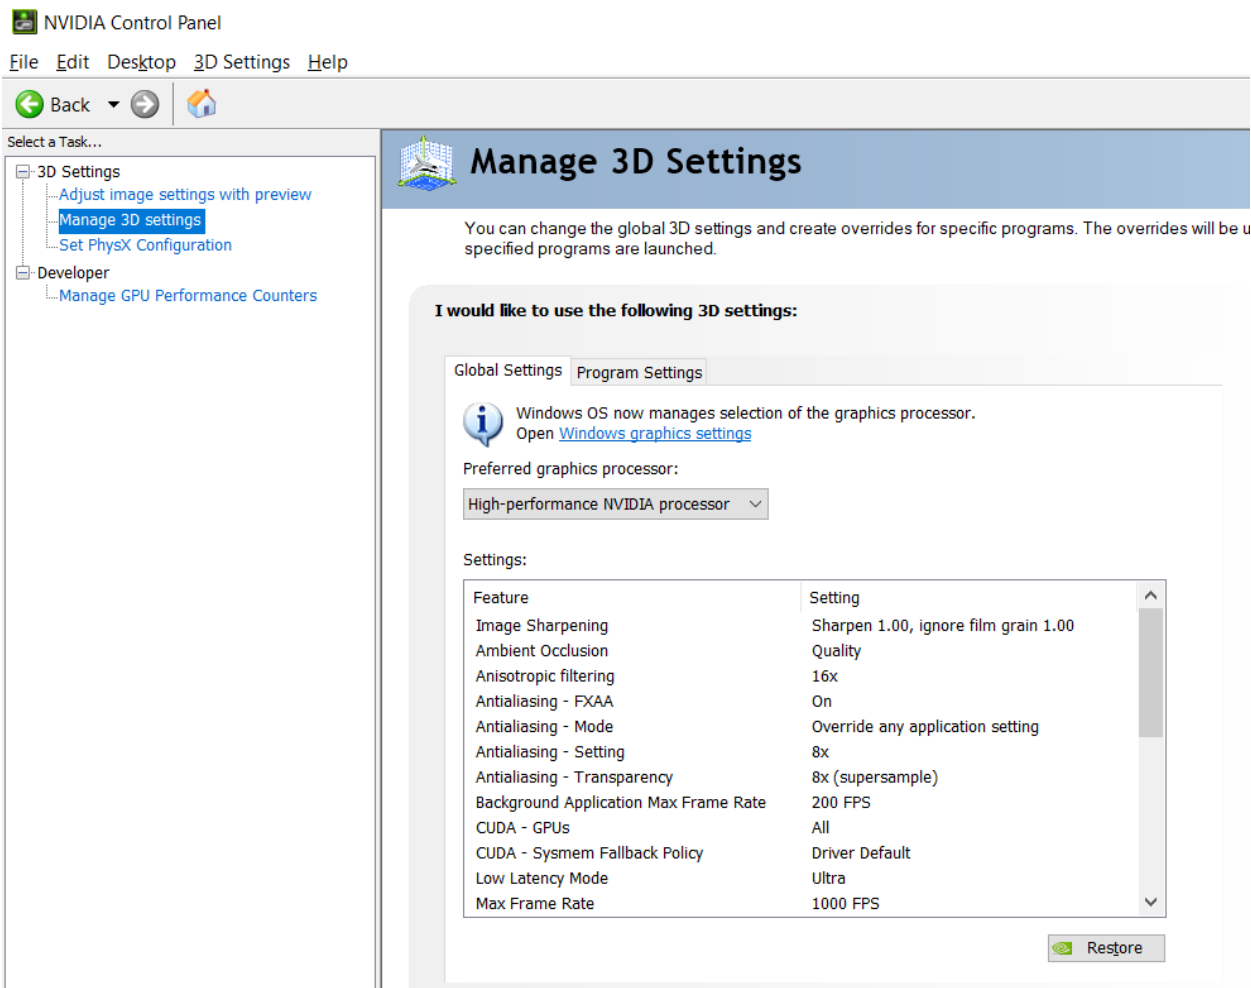 NVIDIA Control Panel
File Edit Desktop 3D Settings Help
Back
Select a Task...
3D Settings
Adjust image settings with preview
Manage 3D settings
Set PhysX Configuration
Developer
Manage GPU Performance Counters
Manage 3D Settings
You can change the global 3D settings and create overrides for specific programs. The overrides will be u
specified programs are launched.
I would like to use the following 3D settings:
Global Settings Program Settings
Windows OS now manages selection of the graphics processor.
Open Windows graphics settings
Preferred graphics processor:
High-performance NVIDIA processor
Settings:
Feature Setting
Image Sharpening Sharpen 1.00, ignore film grain 1.00
Ambient Occlusion Quality
Anisotropic filtering 16x
Antialiasing - FXAA On
Antialiasing - Mode Override any application setting
Antialiasing - Setting 8x
Antialiasing - Transparency 8x (supersample)
Background Application Max Frame Rate 200 FPS
CUDA - GPUs All
CUDA - Sysmem Fallback Policy Driver Default
Low Latency Mode Ultra
Max Frame Rate 1000 FPS
Restore